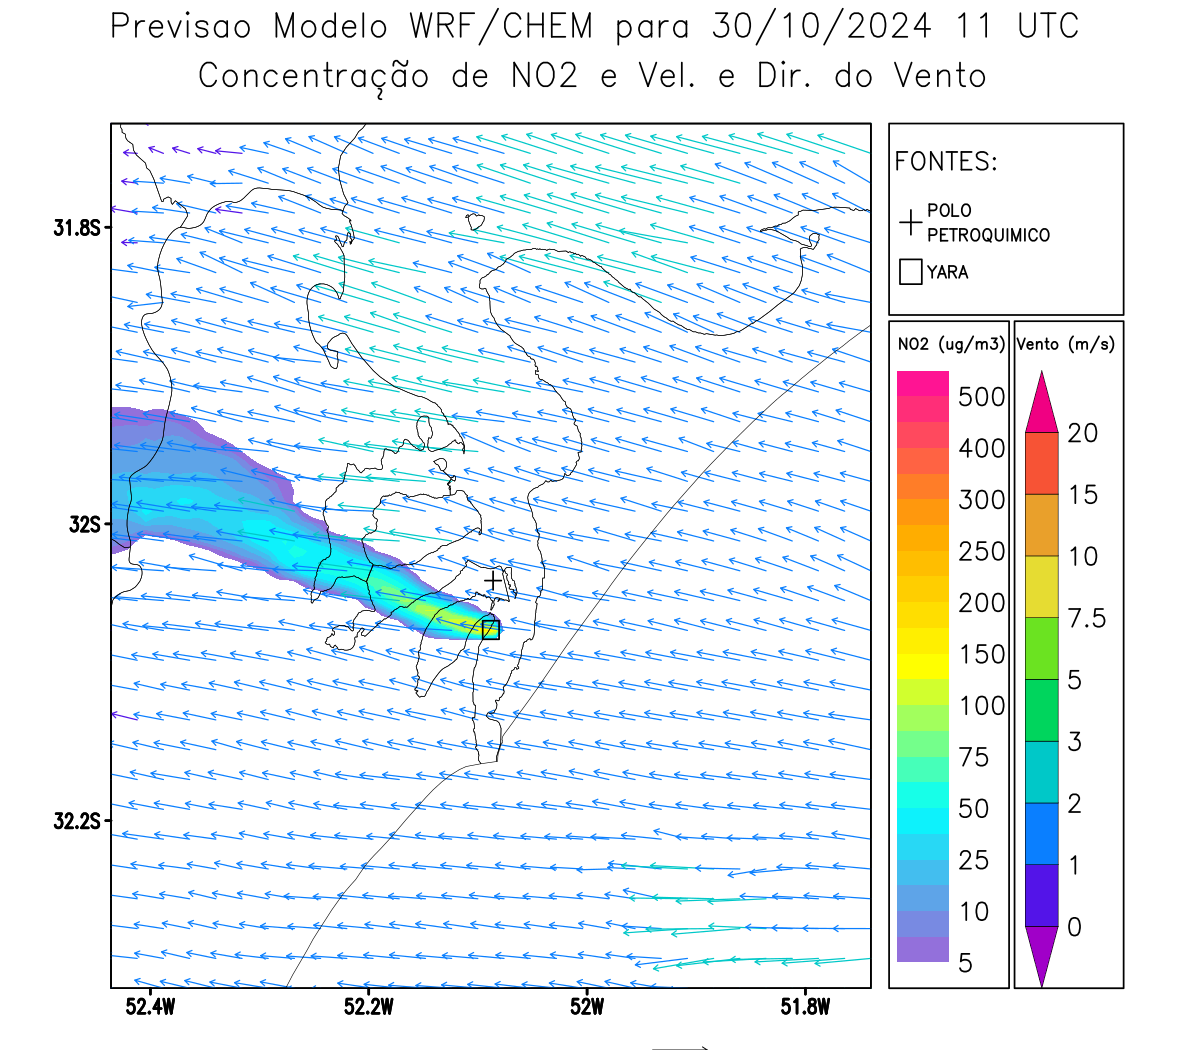 Previsao Modelo WRF/CHEM para 30/10/2024 11 UTC
Concentração de NO2 e Vel. e Dir. do Vento
FONTES:
POLO
PETROQUIMICO
YARA
NO2 (ug/m3)
500
400
300
250
200
150
100
75
50
25
10
5
Vento (m/s)
20
15
10
7.5
5
3
2
1
0
31.8S
32S
32.2S
52.4W
52.2W
52W
51.8W